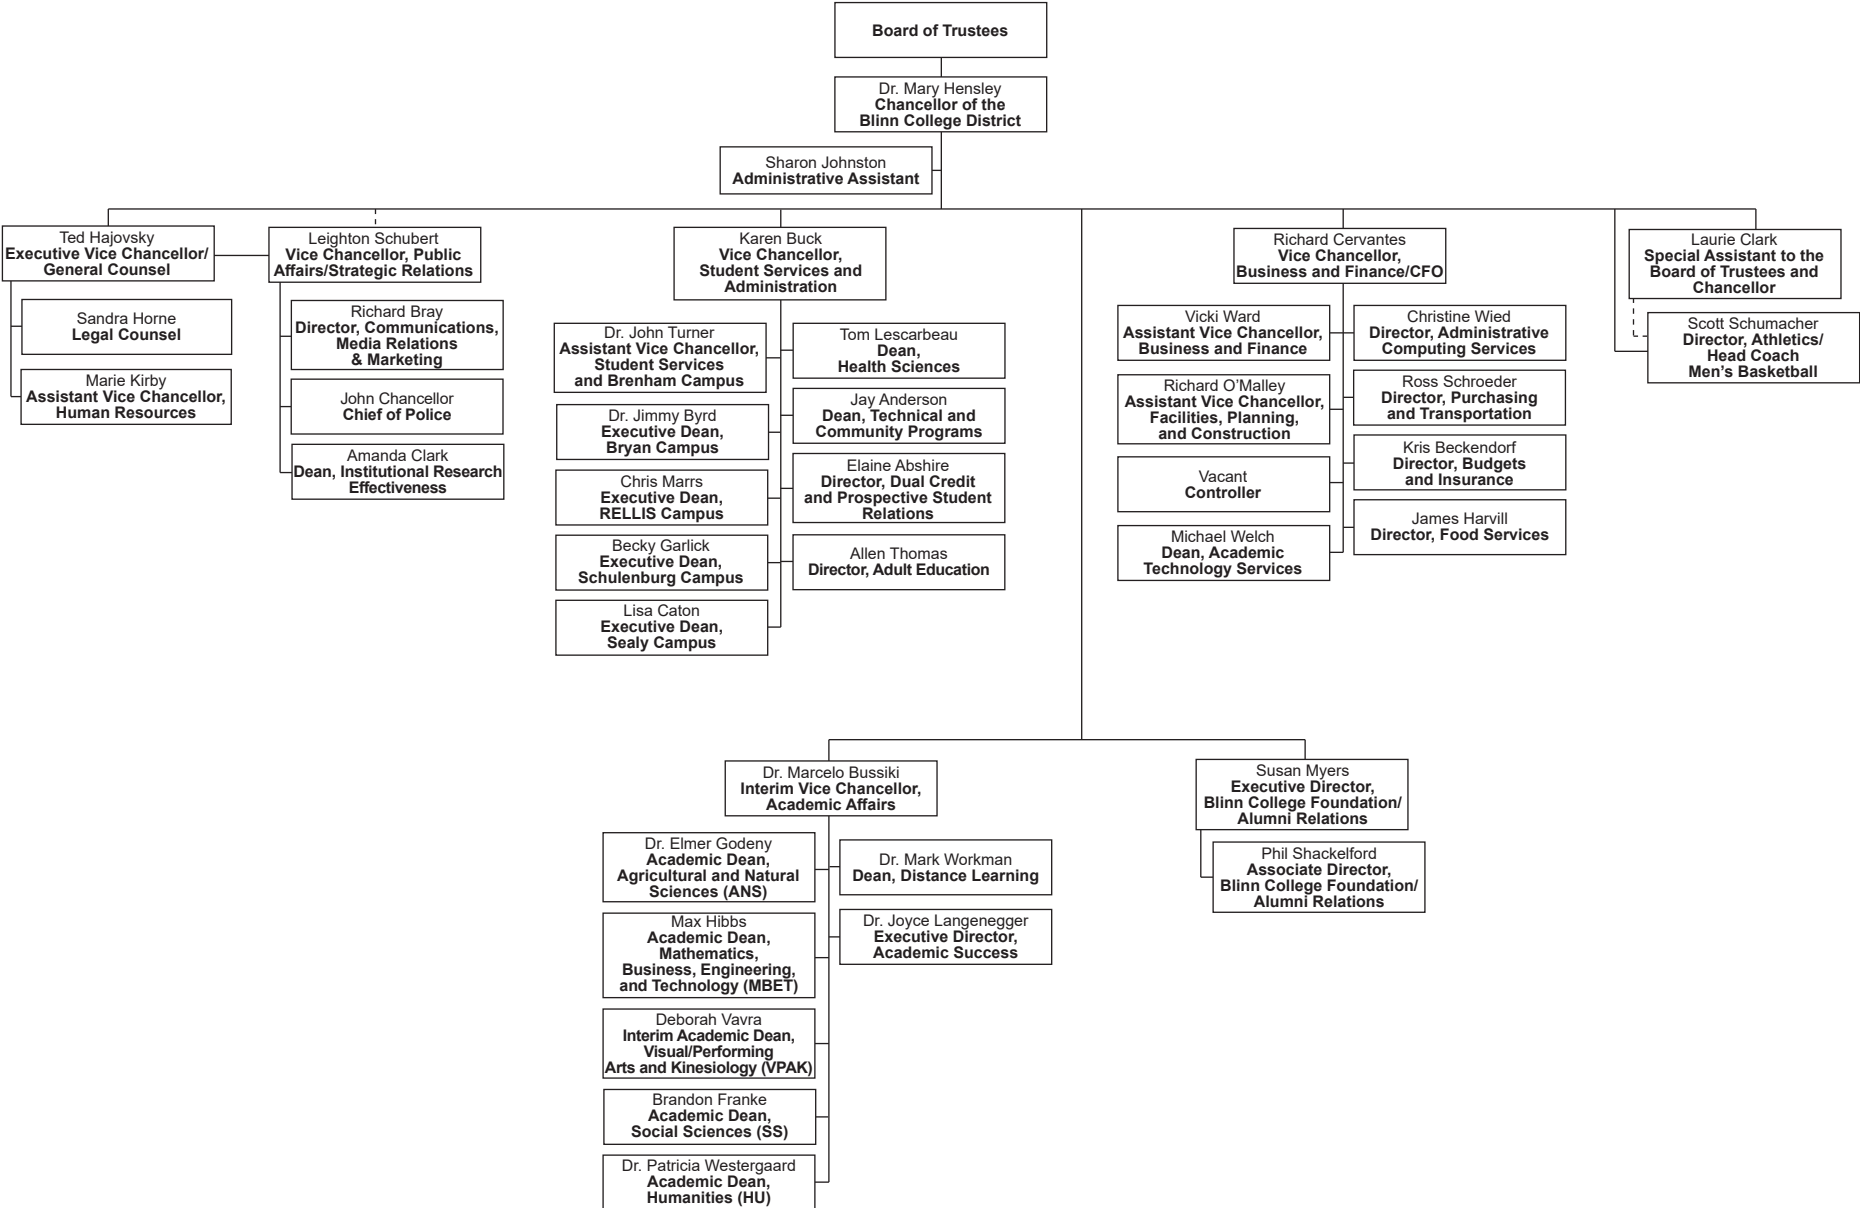 Board of Trustees
Dr. Mary Hensley
Chancellor of the
Blinn College District
Sharon Johnston
Administrative Assistant
Ted Hajovsky
Executive Vice Chancellor/
General Counsel
Sandra Horne
Legal Counsel
Marie Kirby
Assistant Vice Chancellor,
Human Resources
Leighton Schubert
Vice Chancellor, Public
Affairs/Strategic Relations
Richard Bray
Director, Communications,
Media Relations
& Marketing
John Chancellor
Chief of Police
Amanda Clark
Dean, Institutional Research
Effectiveness
Karen Buck
Vice Chancellor,
Student Services and
Administration
Dr. John Turner
Assistant Vice Chancellor,
Student Services
and Brenham Campus
Dr. Jimmy Byrd
Executive Dean,
Bryan Campus
Chris Marrs
Executive Dean,
RELLIS Campus
Becky Garlick
Executive Dean,
Schulenburg Campus
Lisa Caton
Executive Dean,
Sealy Campus
Tom Lescarbeau
Dean,
Health Sciences
Jay Anderson
Dean, Technical and
Community Programs
Elaine Abshire
Director, Dual Credit
and Prospective Student
Relations
Allen Thomas
Director, Adult Education
Richard Cervantes
Vice Chancellor,
Business and Finance/CFO
Vicki Ward
Assistant Vice Chancellor,
Business and Finance
Richard O’Malley
Assistant Vice Chancellor,
Facilities, Planning,
and Construction
Vacant
Controller
Michael Welch
Dean, Academic
Technology Services
Christine Wied
Director, Administrative
Computing Services
Ross Schroeder
Director, Purchasing
and Transportation
Kris Beckendorf
Director, Budgets
and Insurance
James Harvill
Director, Food Services
Laurie Clark
Special Assistant to the
Board of Trustees and
Chancellor
Scott Schumacher
Director, Athletics/
Head Coach
Men’s Basketball
Dr. Marcelo Bussiki
Interim Vice Chancellor,
Academic Affairs
Dr. Elmer Godeny
Academic Dean,
Agricultural and Natural
Sciences (ANS)
Max Hibbs
Academic Dean,
Mathematics,
Business, Engineering,
and Technology (MBET)
Deborah Vavra
Interim Academic Dean,
Visual/Performing
Arts and Kinesiology (VPAK)
Brandon Franke
Academic Dean,
Social Sciences (SS)
Dr. Patricia Westergaard
Academic Dean,
Humanities (HU)
Dr. Mark Workman
Dean, Distance Learning
Dr. Joyce Langenegger
Executive Director,
Academic Success
Susan Myers
Executive Director,
Blinn College Foundation/
Alumni Relations
Phil Shackelford
Associate Director,
Blinn College Foundation/
Alumni Relations